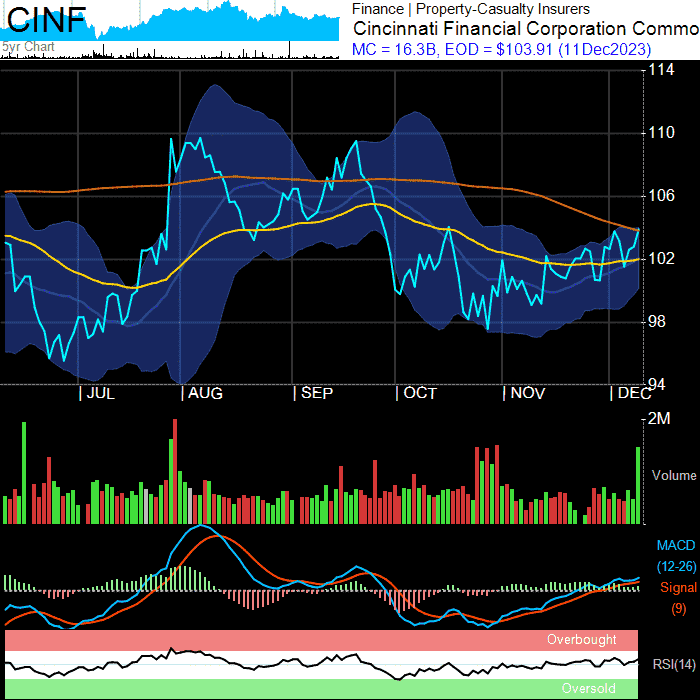 CINF
5yr Chart
Finance | Property-Casualty Insurers
Cincinnati Financial Corporation Commo
MC = 16.3B, EOD = $103.91 (11Dec2023)
114
110
106
102
98
94
| JUL | AUG | SEP | OCT | NOV | DEC
2M
Volume
MACD
(12-26)
Signal
(9)
Overbought
RSI(14)
Oversold